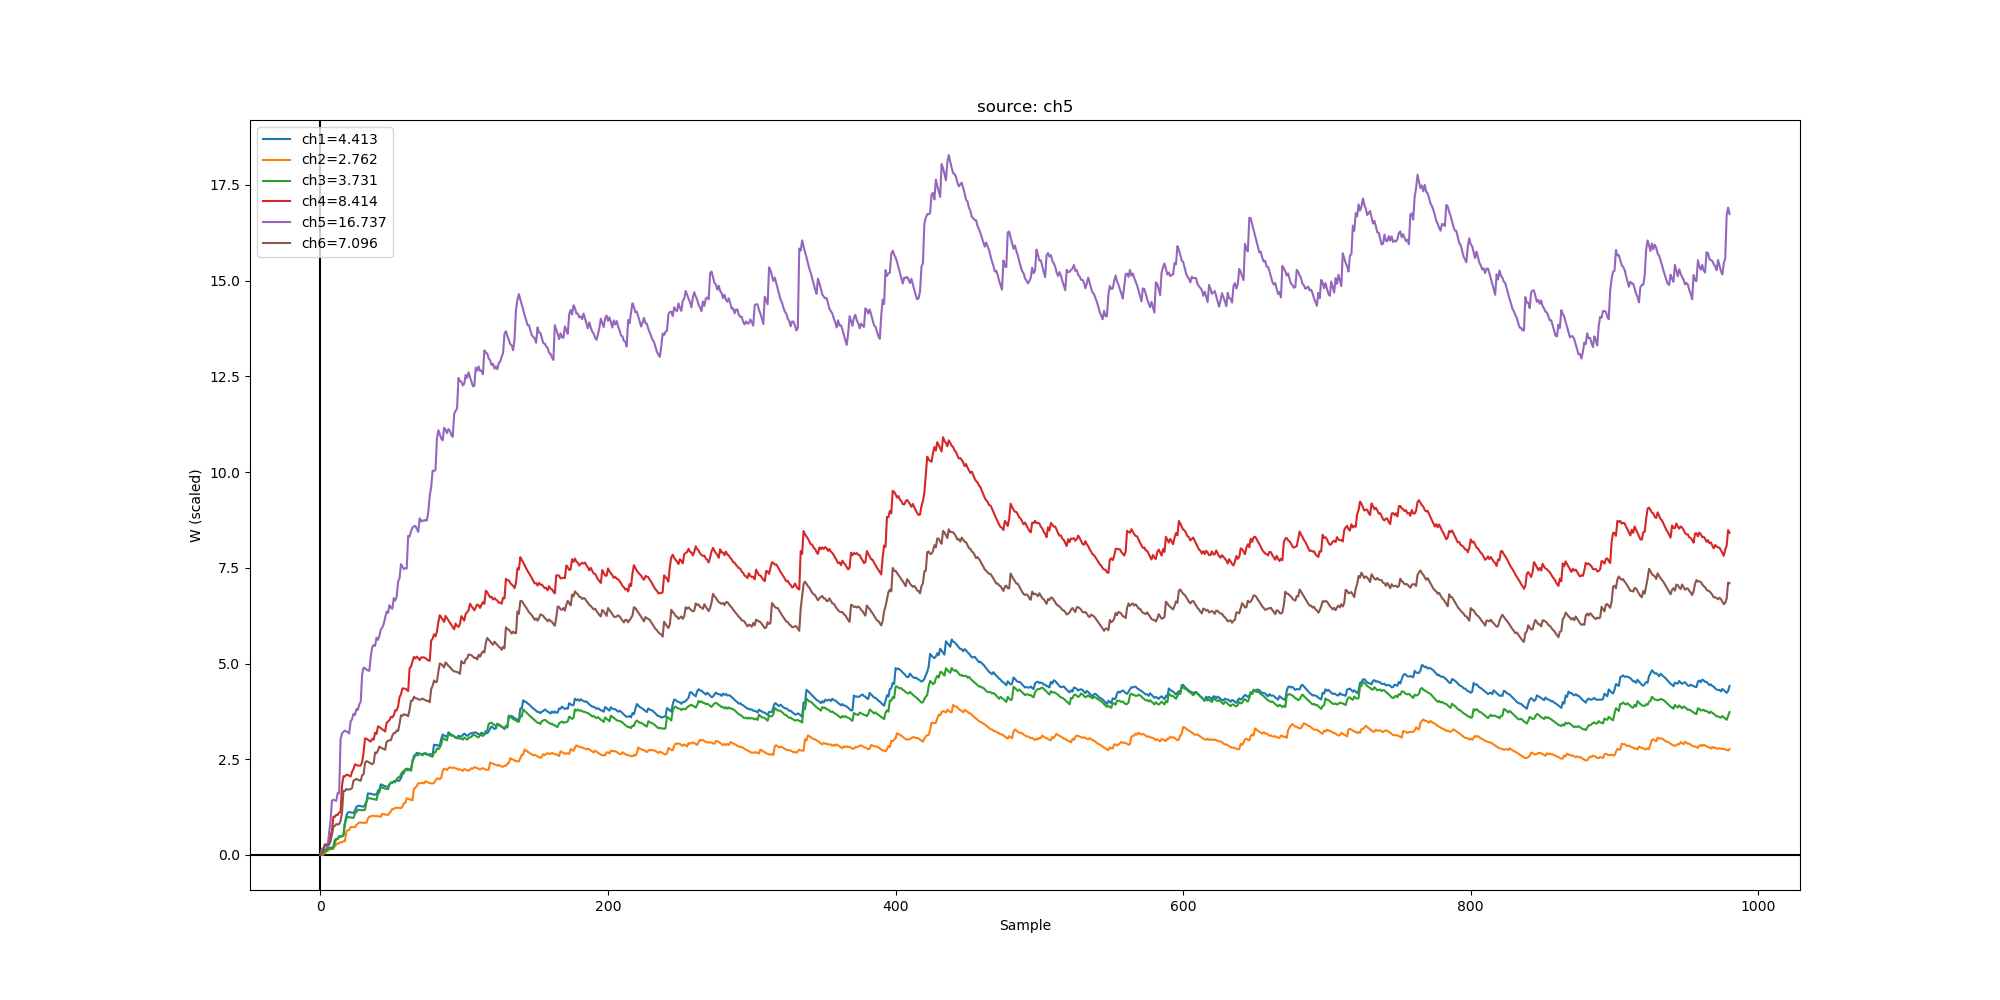 source: ch5
ch1=4.413
ch2=2.762
ch3=3.731
ch4=8.414
ch5=16.737
ch6=7.096
W (scaled)
17.5
15.0
12.5
10.0
7.5
5.0
2.5
0.0
0 200 400 600 800 1000
Sample